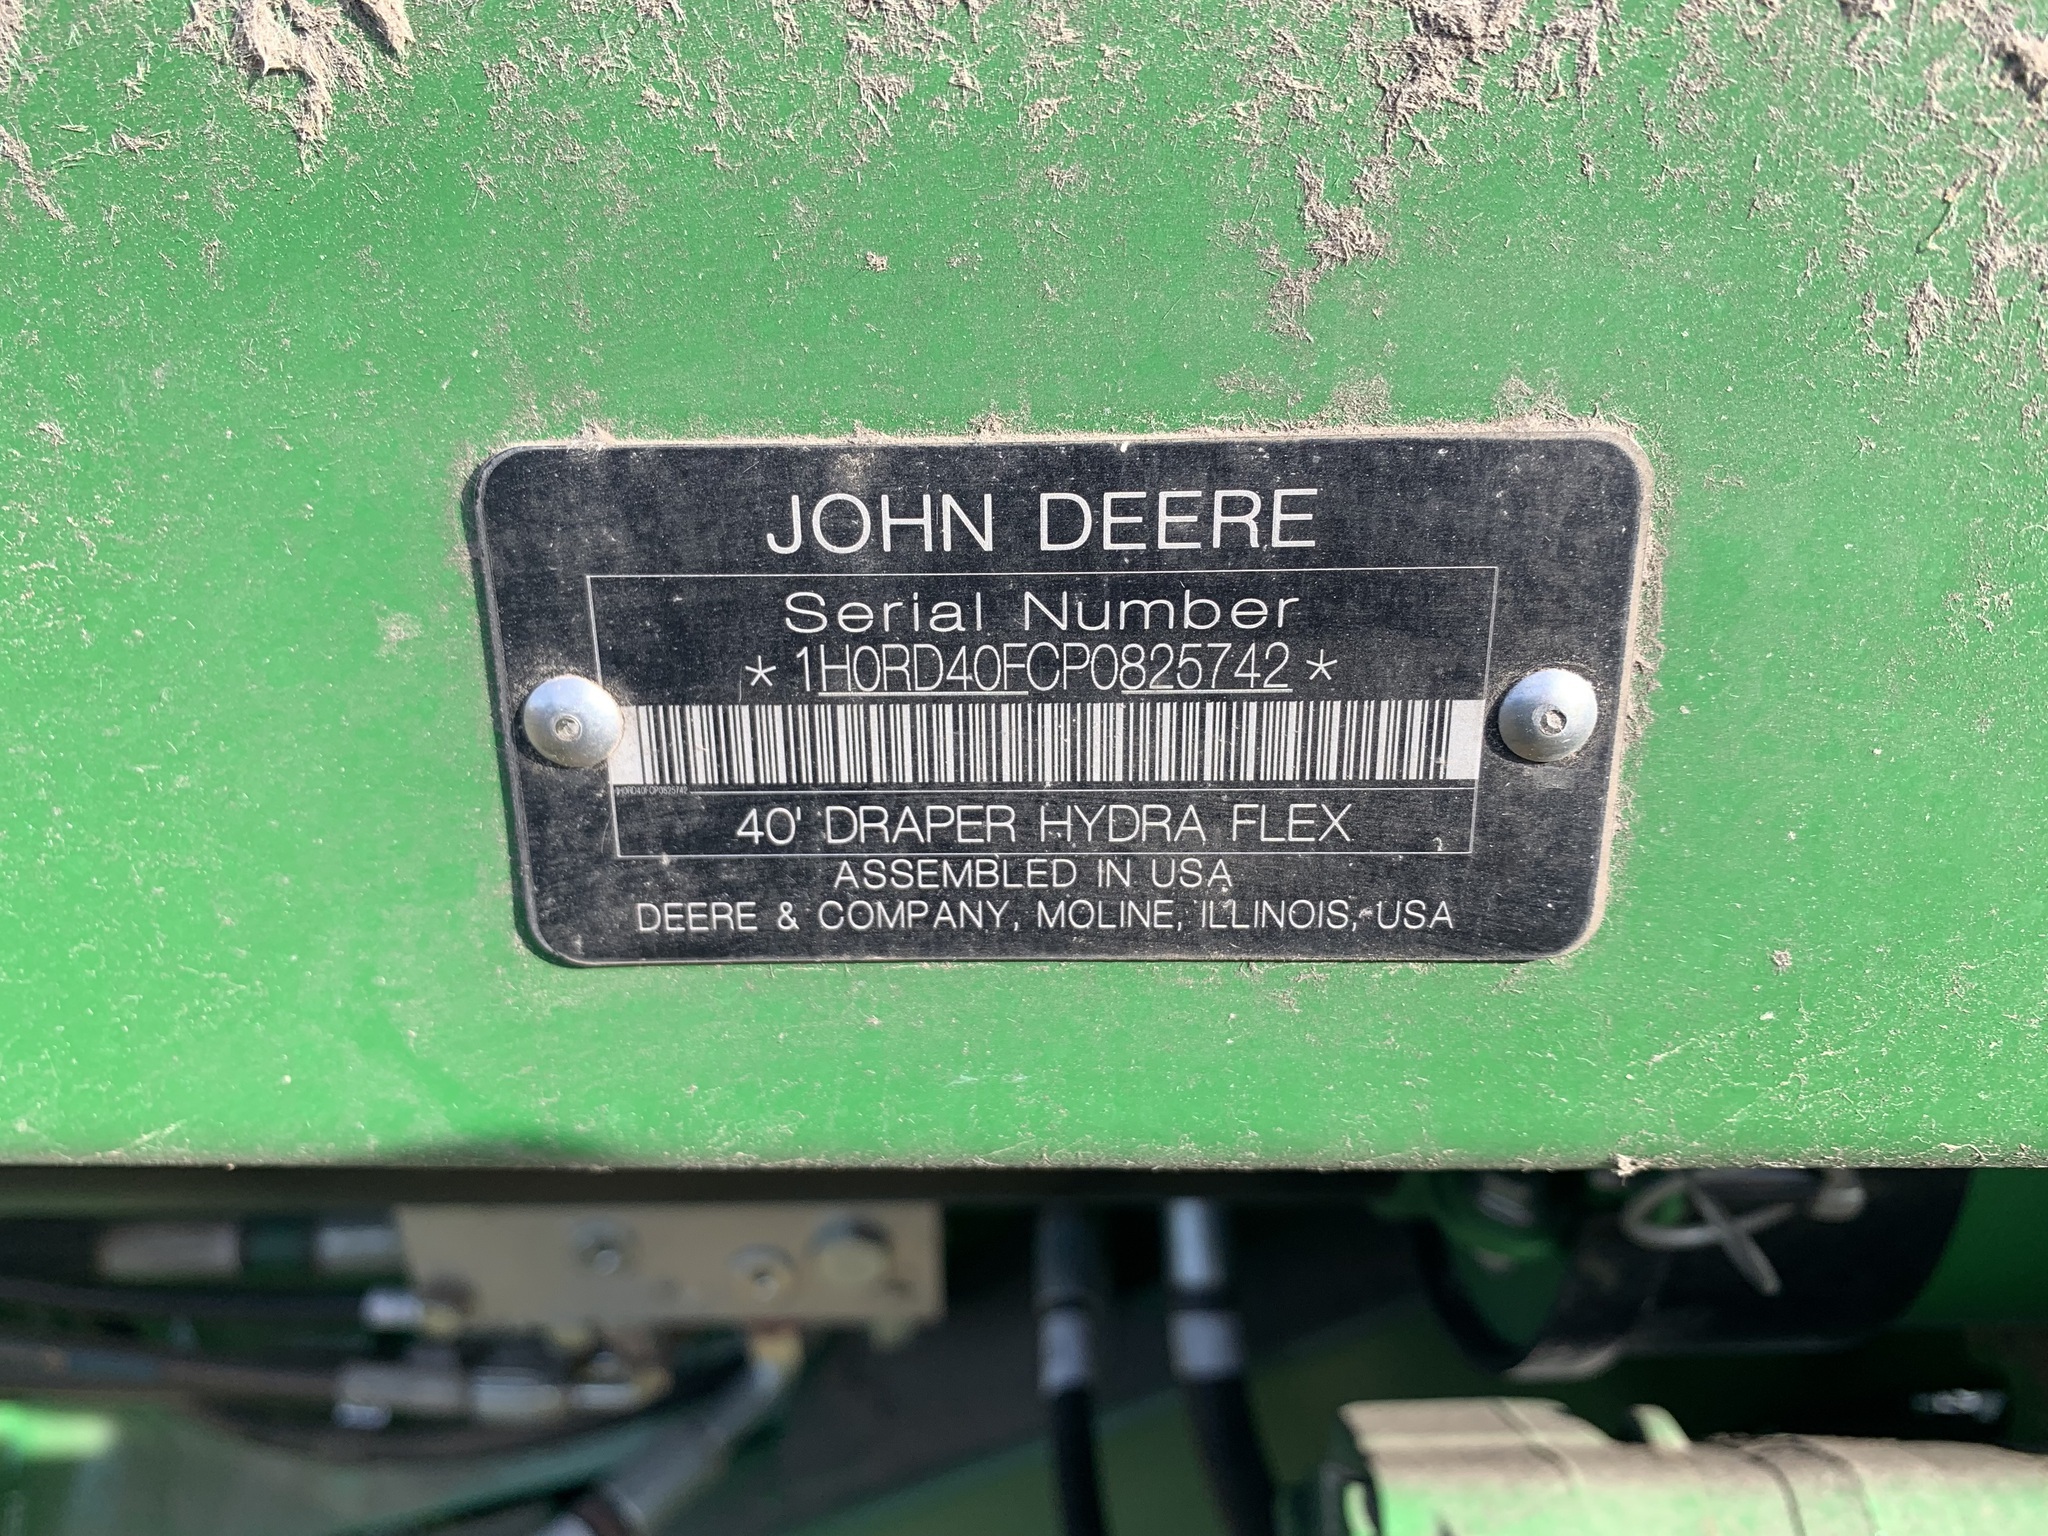 JOHN DEERE
Serial Number
* 1H0RD40FCP0825742 *
1H0RD40FCP0825742
40' DRAPER HYDRA FLEX
ASSEMBLED IN USA
DEERE & COMPANY, MOLINE, ILLINOIS, USA